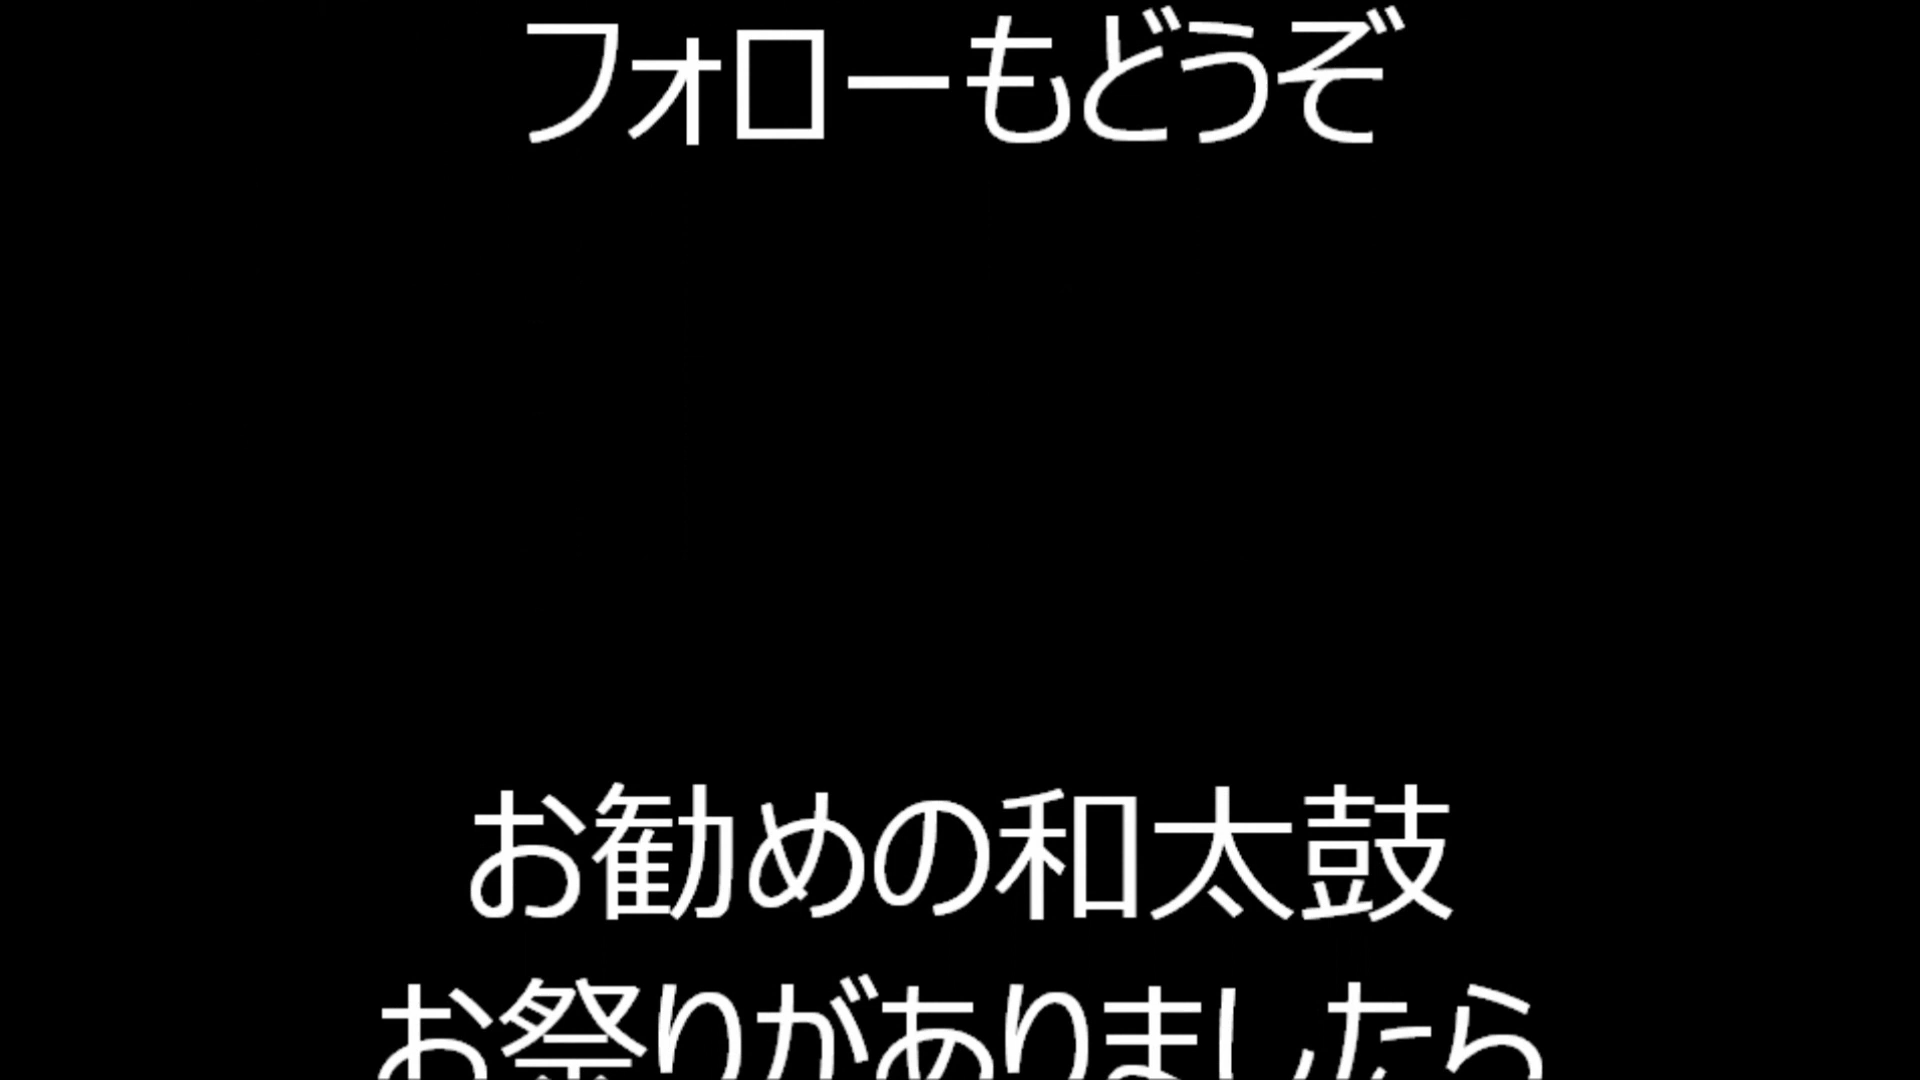 フォローもどうぞ
お勧めの和太鼓
お祭りがありましたら